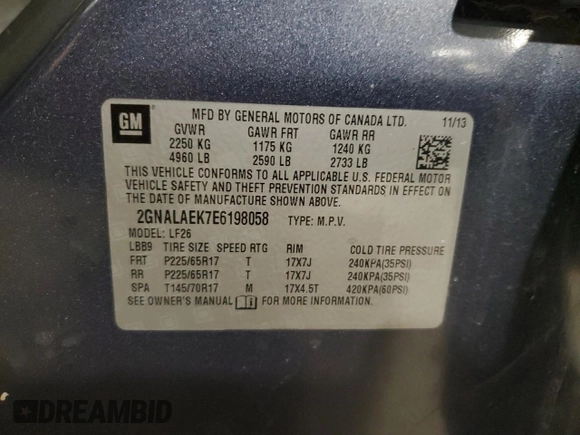 GM
MFD BY GENERAL MOTORS OF CANADA LTD. 11/13
GVWR GAWR FRT GAWR RR
2250 KG 1175 KG 1240 KG
4960 LB 2590 LB 2733 LB
THIS VEHICLE CONFORMS TO ALL APPLICABLE U.S. FEDERAL MOTOR
VEHICLE SAFETY AND THEFT PREVENTION STANDARDS IN EFFECT ON
THE DATE OF MANUFACTURE SHOWN ABOVE.
2GNALAEK7E6198058 TYPE: M.P.V.
MODEL: LF26
LBB9 TIRE SIZE SPEED RTG RIM COLD TIRE PRESSURE
FRT P225/65R17 T 17X7J 240KPA(35PSI)
RR P225/65R17 T 17X7J 240KPA(35PSI)
SPA T145/70R17 M 17X4.5T 420KPA(60PSI)
SEE OWNER'S MANUAL FOR MORE INFORMATION
DREAMBID